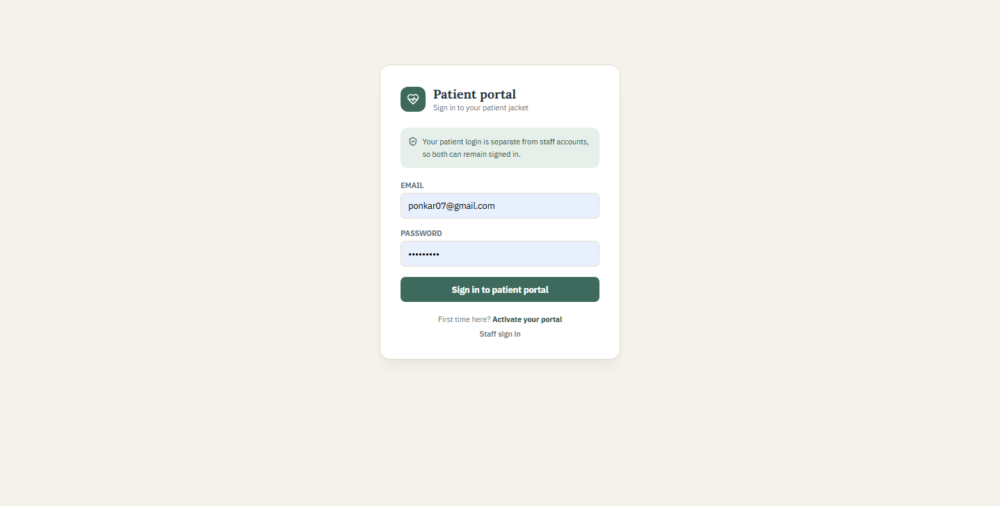 Patient portal
Sign in to your patient jacket
Your patient login is separate from staff accounts,
so both can remain signed in.
EMAIL
ponkar07@gmail.com
PASSWORD
•••••••••
Sign in to patient portal
First time here? Activate your portal
Staff sign in